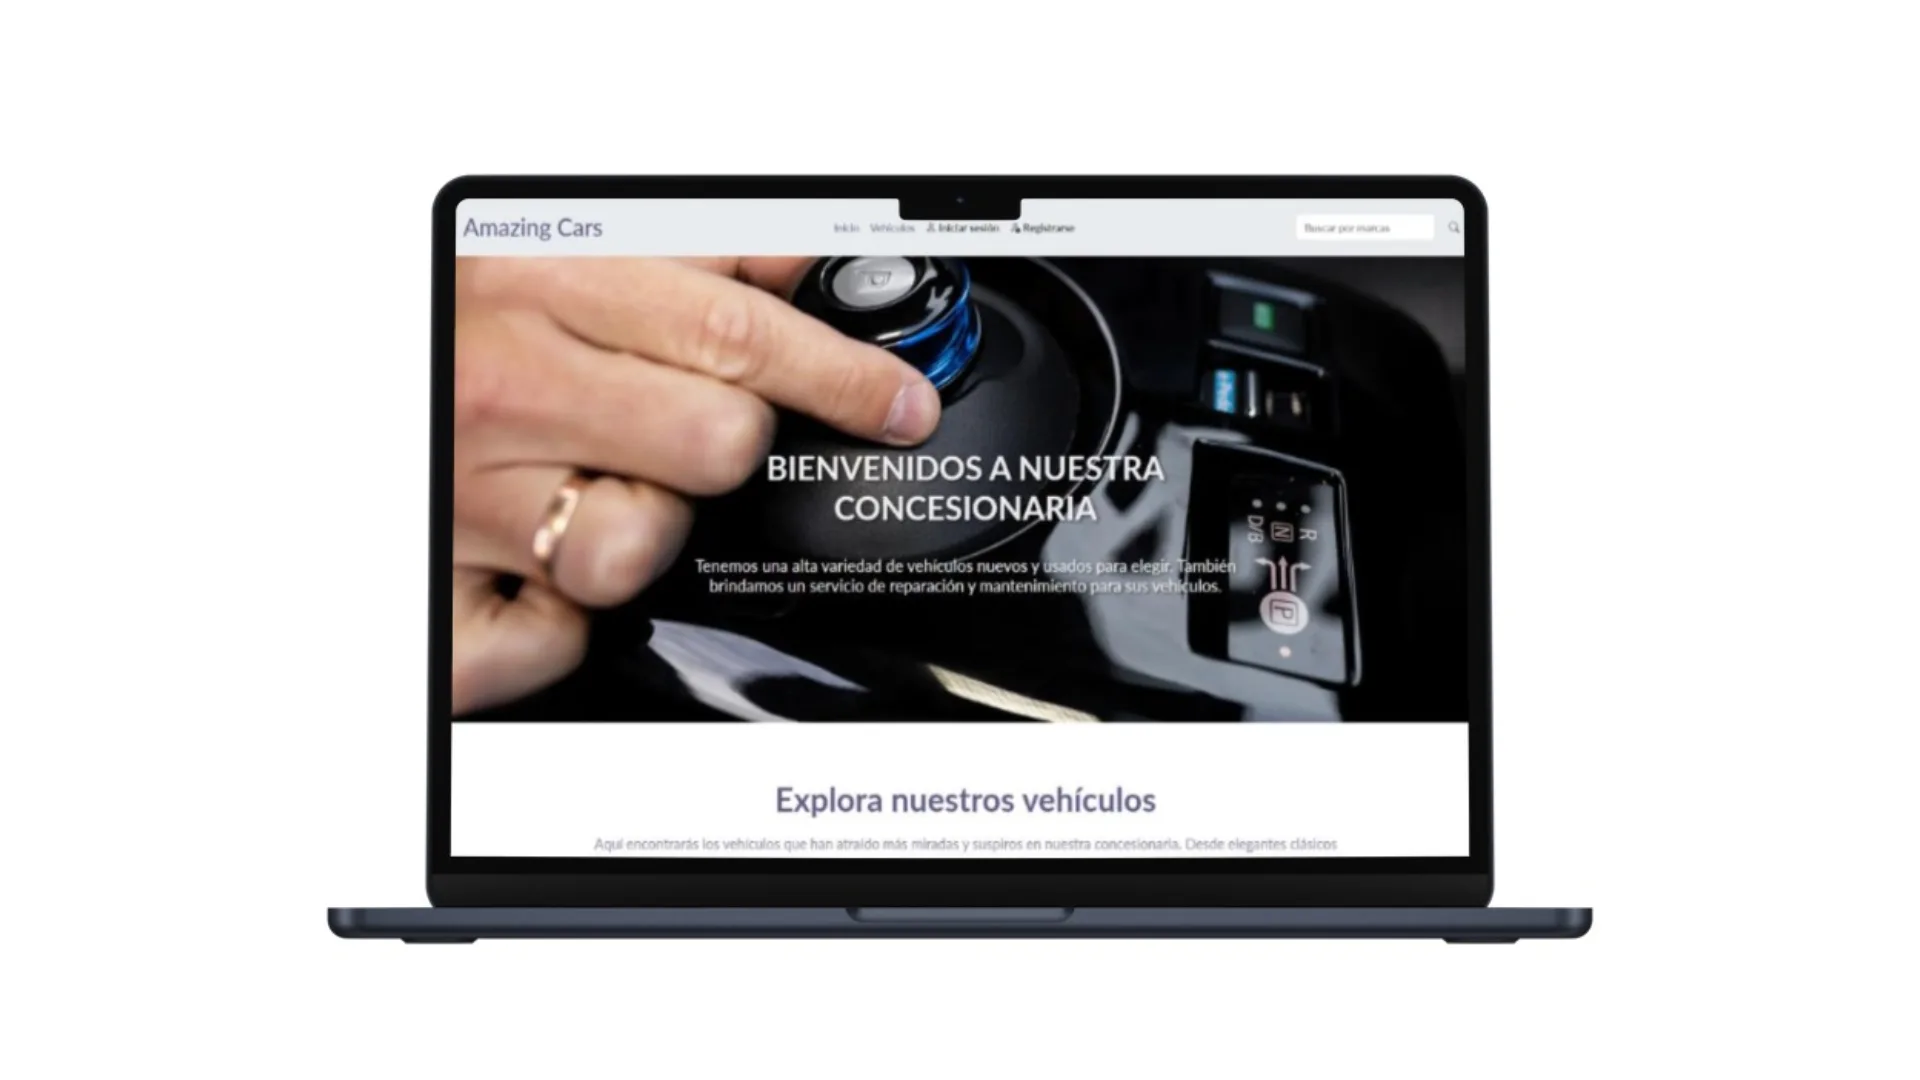 Amazing Cars
Inicio Vehículos Iniciar sesión Registrarse
Buscar por marcas
BIENVENIDOS A NUESTRA
CONCESIONARIA
Tenemos una alta variedad de vehículos nuevos y usados para elegir. También
brindamos un servicio de reparación y mantenimiento para sus vehículos.
R
N
D/B
P
Explora nuestros vehículos
Aquí encontrarás los vehículos que han atraído más miradas y suspiros en nuestra concesionaria. Desde elegantes clásicos